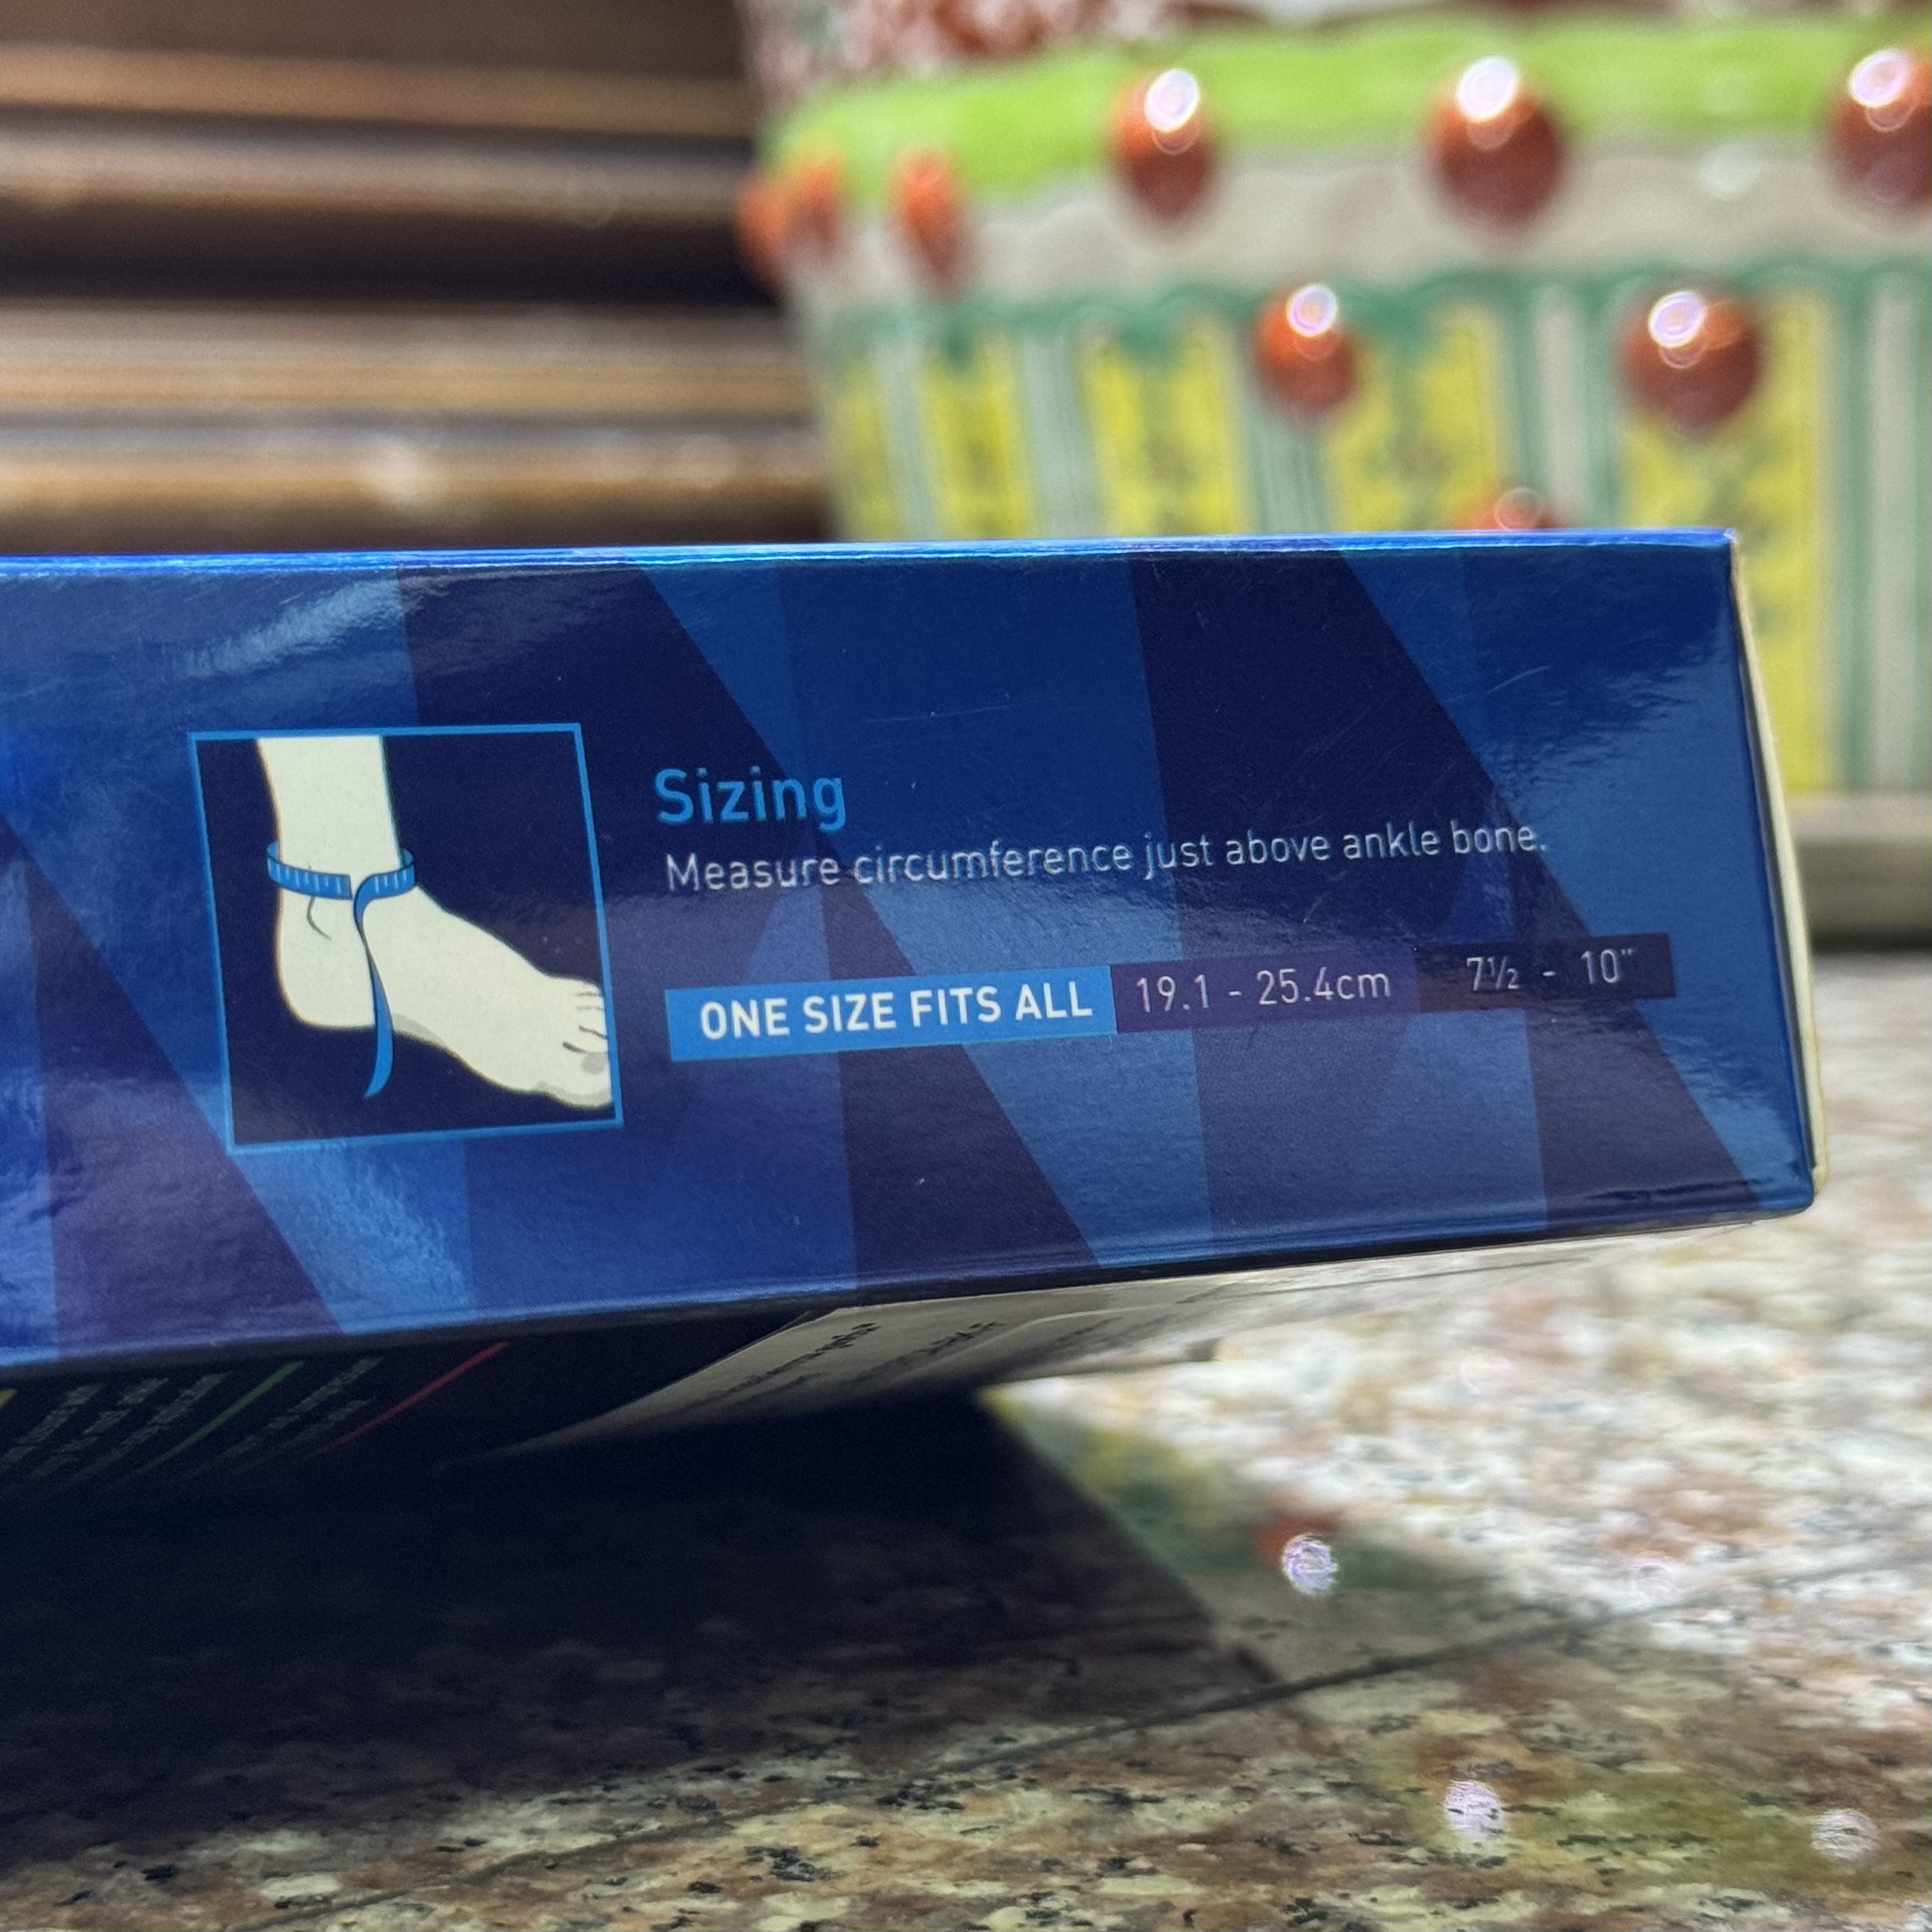 Sizing
Measure circumference just above ankle bone.
ONE SIZE FITS ALL 19.1 - 25.4cm 7½ - 10"